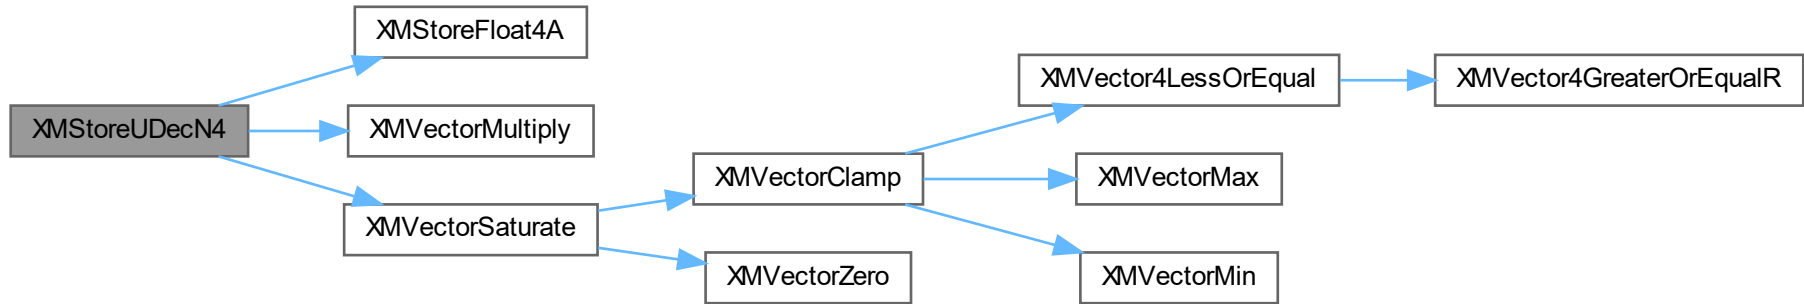 XMStoreUDecN4
XMStoreFloat4A
XMVectorMultiply
XMVectorSaturate
XMVectorClamp
XMVectorZero
XMVector4LessOrEqual
XMVectorMax
XMVectorMin
XMVector4GreaterOrEqualR